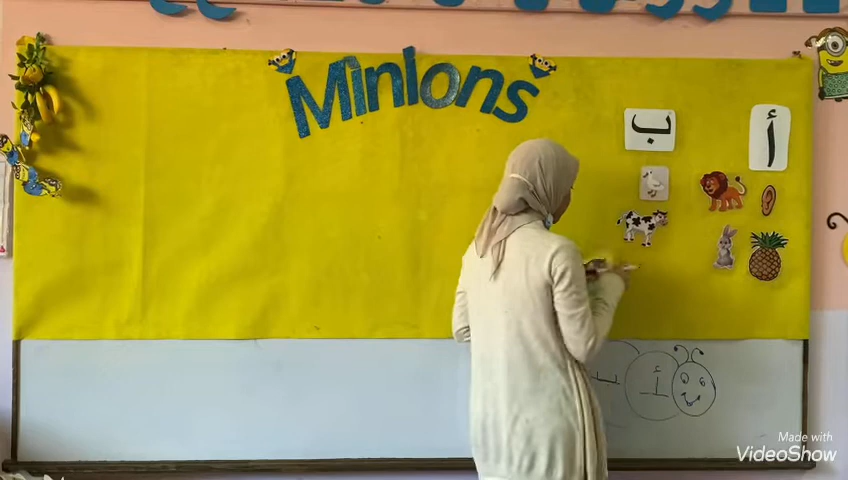 Minions
أ
ب
أ
Made with
VideoShow